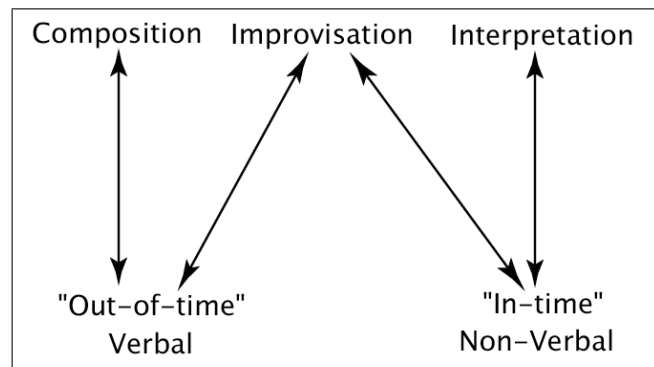 Composition Improvisation Interpretation
"Out-of-time" "In-time"
Verbal Non-Verbal